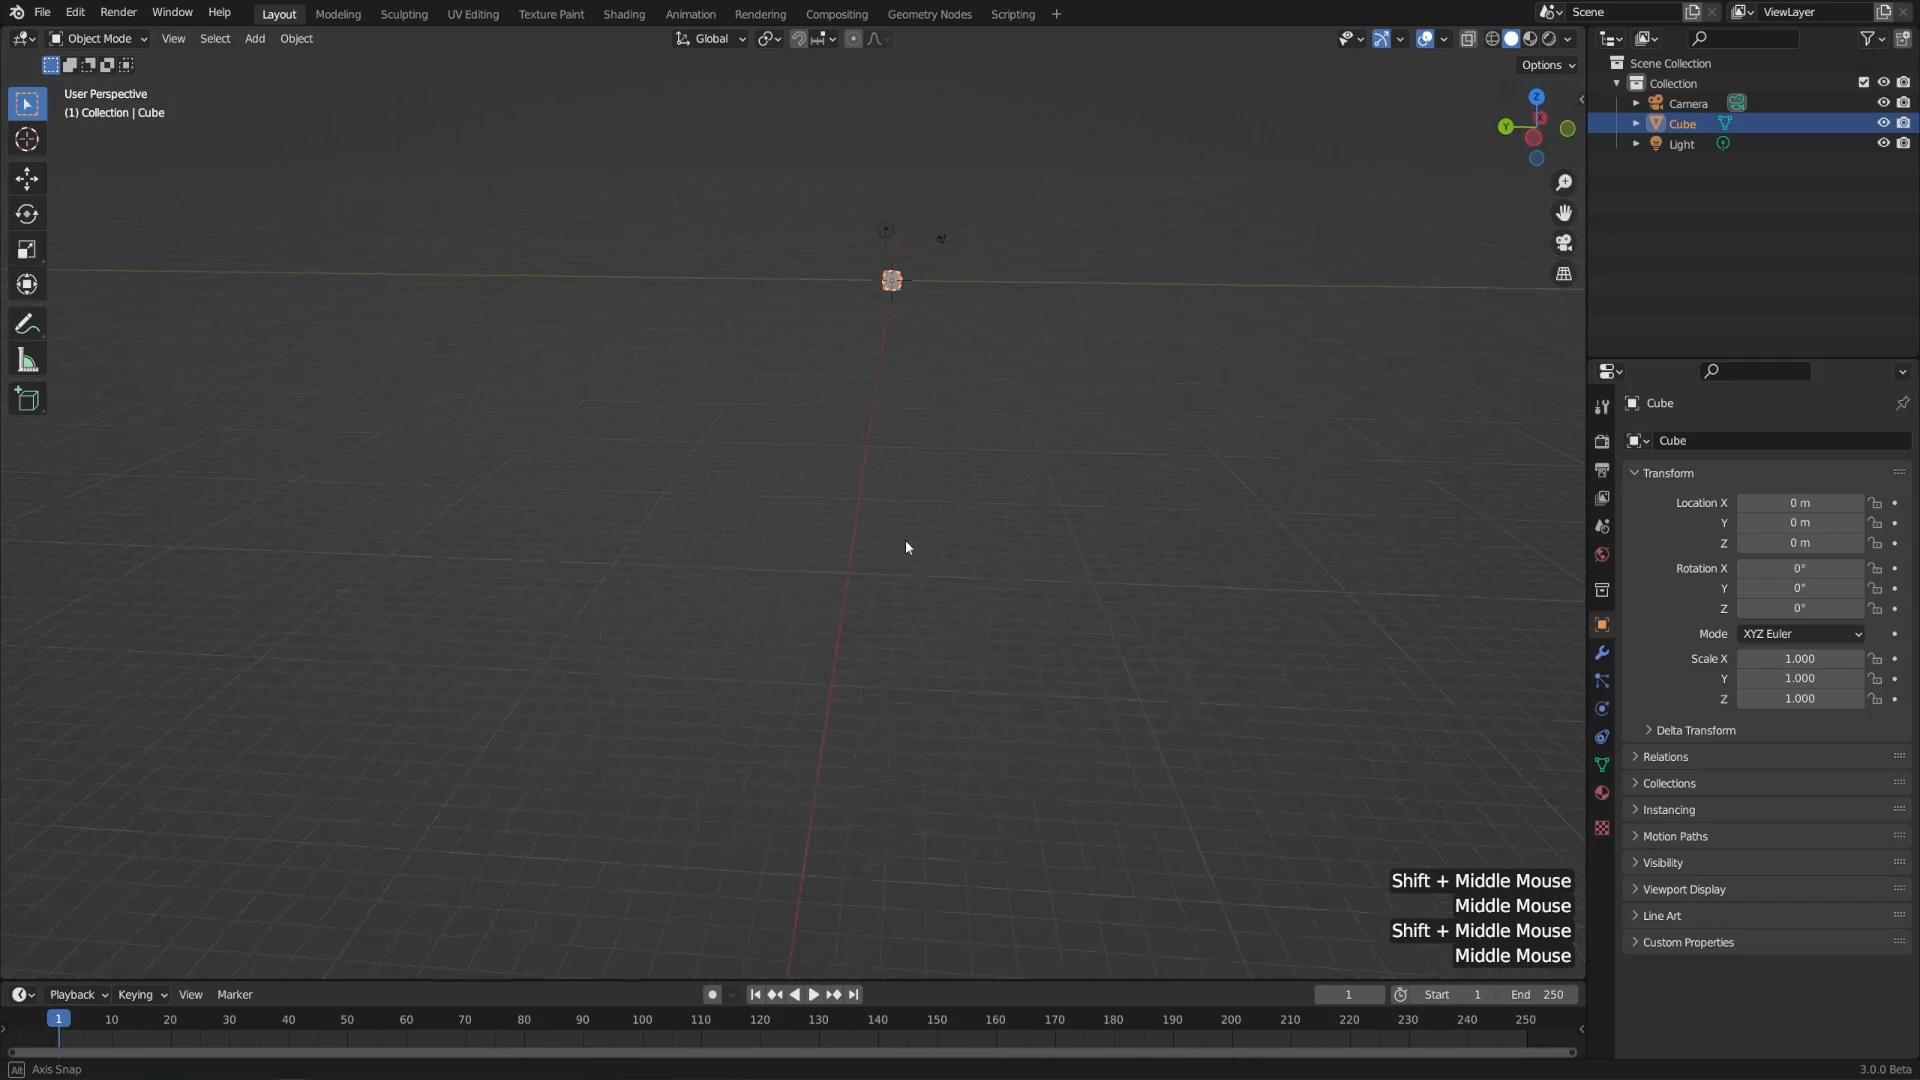 File Edit Render Window Help Layout Modeling Sculpting UV Editing Texture Paint Shading Animation Rendering Compositing Geometry Nodes Scripting + Scene ViewLayer
Object Mode View Select Add Object Global
Options
User Perspective
(1) Collection | Cube
Z
X
Y
Scene Collection
Collection
Camera
Cube
Light
Cube
Cube
Transform
Location X 0 m
Y 0 m
Z 0 m
Rotation X 0°
Y 0°
Z 0°
Mode XYZ Euler
Scale X 1.000
Y 1.000
Z 1.000
Delta Transform
Relations
Collections
Instancing
Motion Paths
Visibility
Viewport Display
Line Art
Custom Properties
Shift + Middle Mouse
Middle Mouse
Shift + Middle Mouse
Middle Mouse
Playback Keying View Marker 1 Start 1 End 250
1 10 20 30 40 50 60 70 80 90 100 110 120 130 140 150 160 170 180 190 200 210 220 230 240 250
Alt Axis Snap 3.0.0 Beta